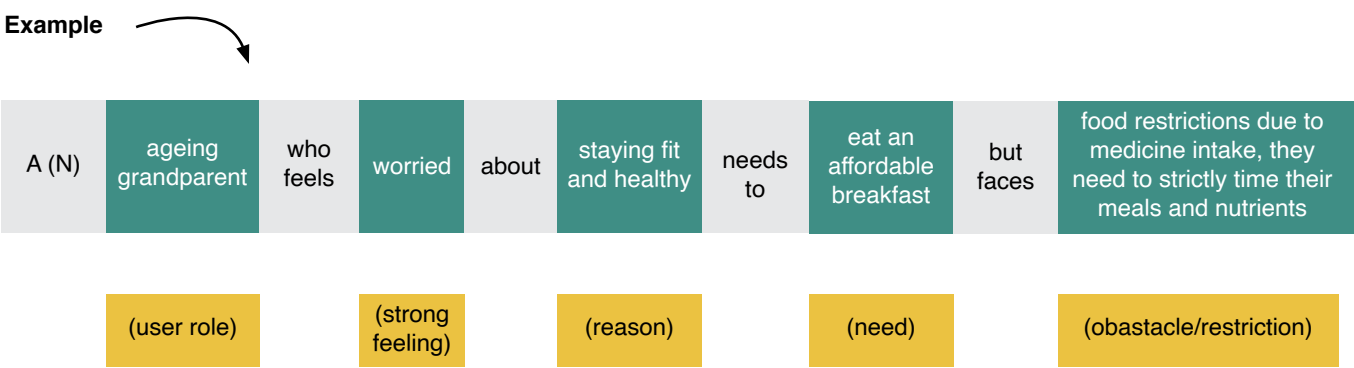 Example
A (N)
ageing
grandparent
who
feels
worried
about
staying fit
and healthy
needs
to
eat an
affordable
breakfast
but
faces
food restrictions due to
medicine intake, they
need to strictly time their
meals and nutrients
(user role)
(strong
feeling)
(reason)
(need)
(obastacle/restriction)